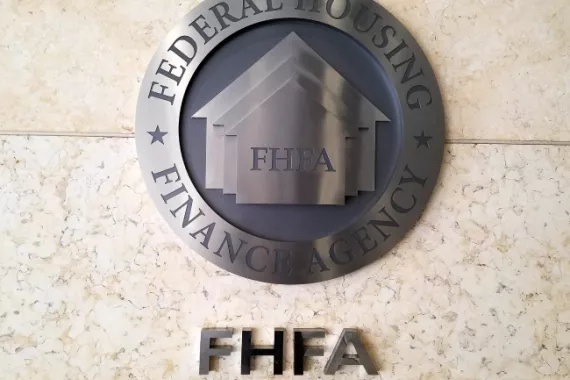 FEDERAL HOUSING
FHFA
FINANCE AGENCY
FHFA